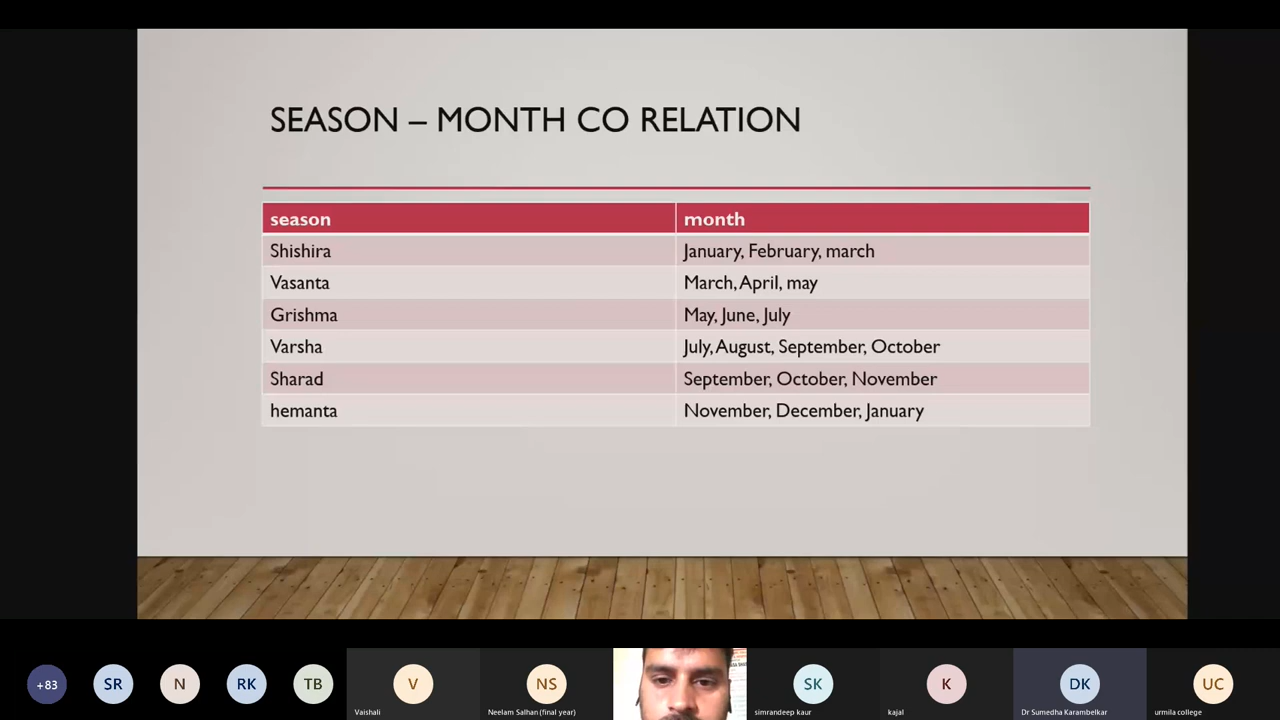 SEASON – MONTH CO RELATION
season month
Shishira January, February, march
Vasanta March, April, may
Grishma May, June, July
Varsha July, August, September, October
Sharad September, October, November
hemanta November, December, January
+83 SR N RK TB V NS SK K DK UC
Vaishali Neelam Salhan (final year) simrandeep kaur kajal Dr Sumedha Karambelkar urmila college